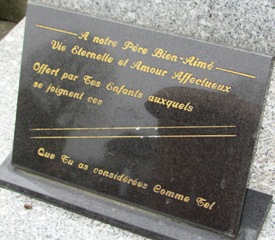 A notre Père Bien-Aimé
Vie Eternelle et Amour Affectueux
Offert par Tes Enfants auxquels
se joignent ces
Que Tu as considérées Comme Tel